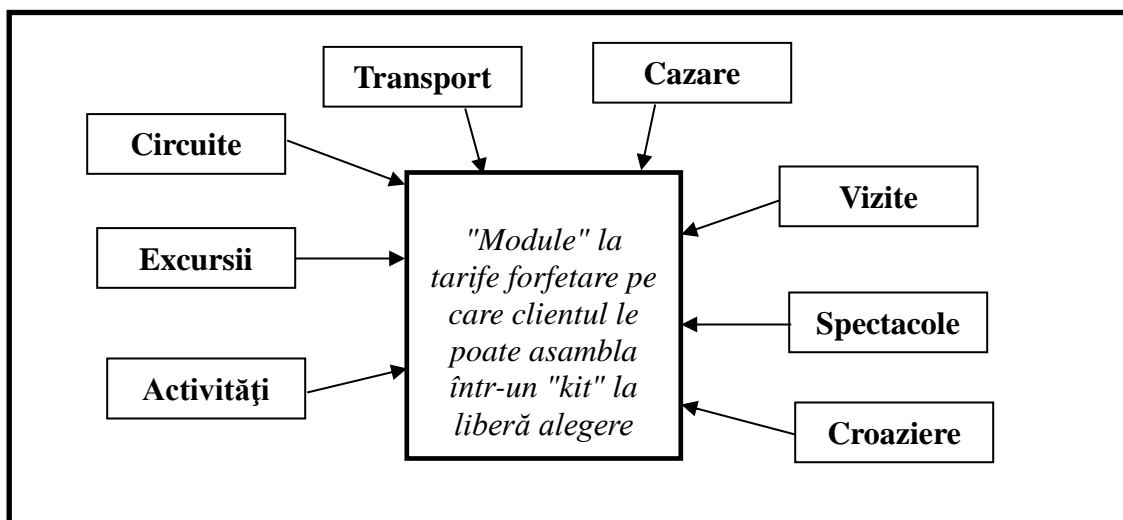 Transport
Cazare
Circuite
Vizite
Excursii
"Module" la
tarife forfetare pe
care clientul le
poate asambla
într-un "kit" la
liberă alegere
Spectacole
Activităţi
Croaziere